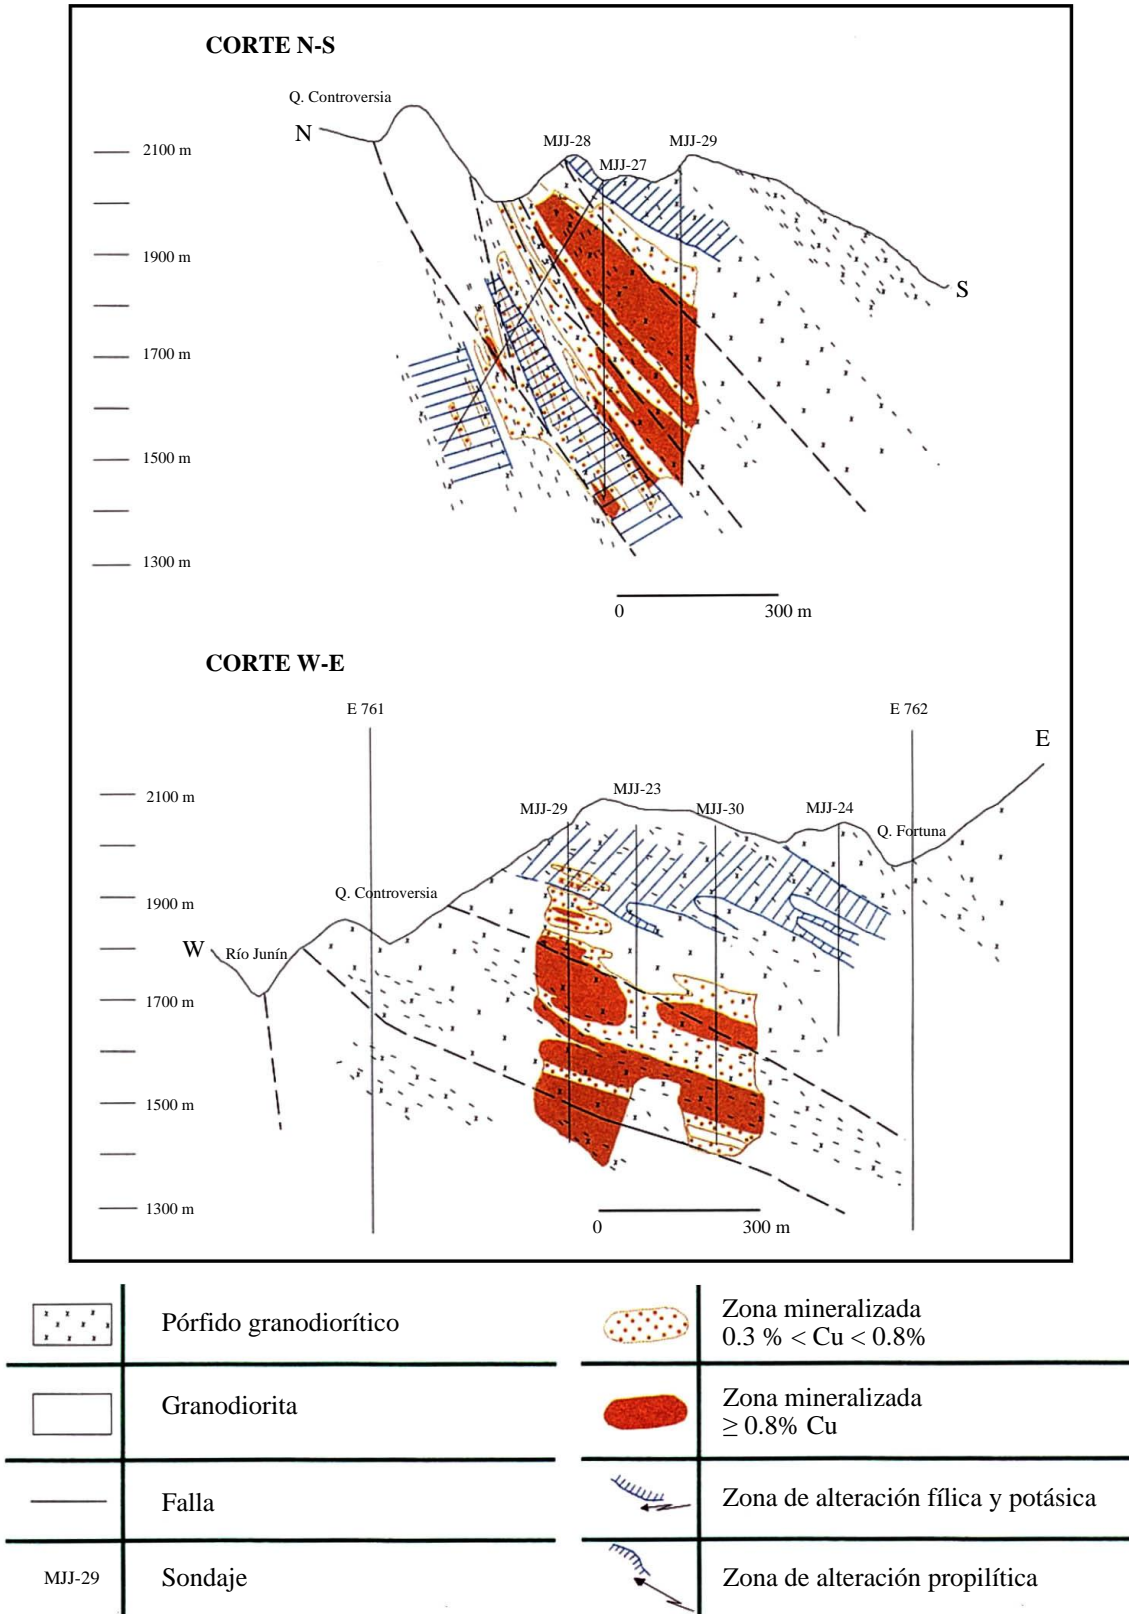 CORTE N-S
Q. Controversia
N
MJJ-28
MJJ-27
MJJ-29
S
2100 m
1900 m
1700 m
1500 m
1300 m
0
300 m
CORTE W-E
E 761
E 762
E
2100 m
MJJ-29
MJJ-23
MJJ-30
MJJ-24
Q. Fortuna
1900 m
Q. Controversia
W
Río Junín
1700 m
1500 m
1300 m
0
300 m
Pórfido granodiorítico
Granodiorita
Falla
MJJ-29
Sondaje
Zona mineralizada
0.3 % < Cu < 0.8%
Zona mineralizada
≥ 0.8% Cu
Zona de alteración fílica y potásica
Zona de alteración propilítica